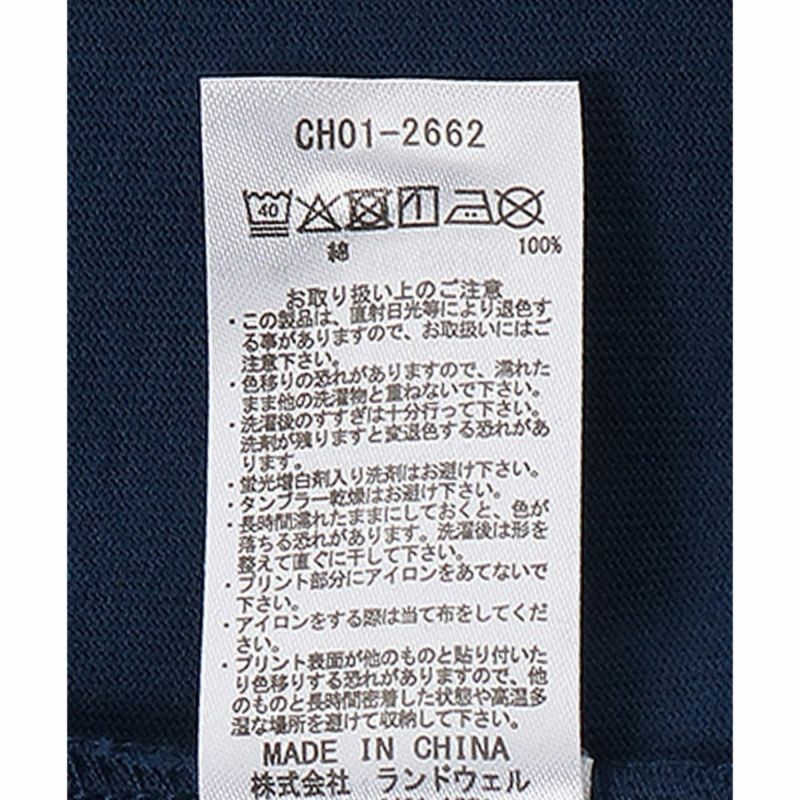 CH01-2662
40
綿 100%
お取り扱い上のご注意
・この製品は、直射日光等により退色す
る事がありますので、お取扱いにはご
注意下さい。
・色移りの恐れがありますので、濡れた
まま他の洗濯物と重ねないで下さい。
・洗濯後のすすぎは十分行って下さい。
洗剤が残りますと変退色する恐れがあ
ります。
・蛍光増白剤入り洗剤はお避け下さい。
・タンブラー乾燥はお避け下さい。
・長時間濡れたままにしておくと、色が
落ちる恐れがあります。洗濯後は形を
整えて直ぐに干して下さい。
・プリント部分にアイロンをあてないで
下さい。
・アイロンをする際は当て布をしてくだ
さい。
・プリント表面が他のものと貼り付いた
り色移りする恐れがありますので、他
のものと長時間密着した状態や高温多
湿な場所を避けて収納して下さい。
MADE IN CHINA
株式会社 ランドウェル